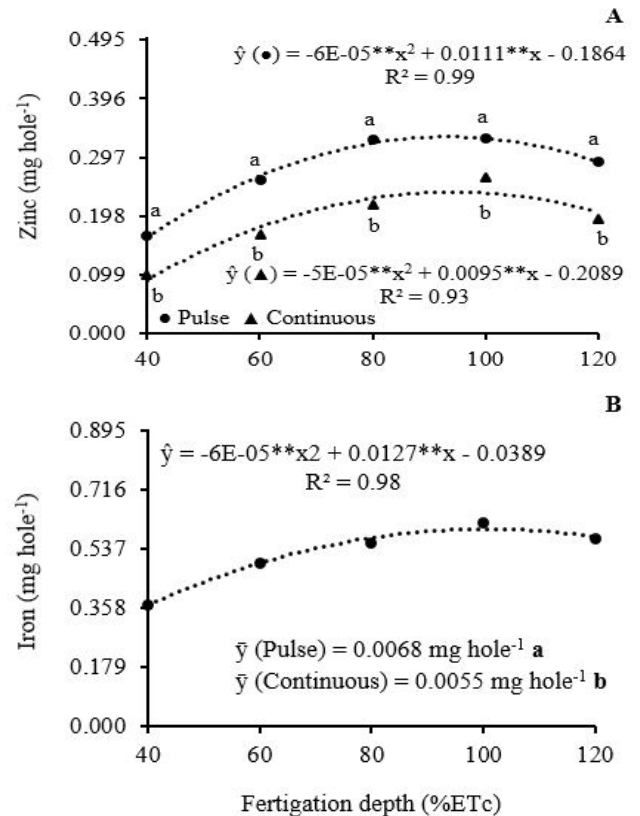 A
0.495
0.396
0.297
0.198
0.099
0.000
Zinc (mg hole⁻¹)
ŷ (●) = -6E-05**x² + 0.0111**x - 0.1864
R² = 0.99
a
a
a
a
a
b
b
b
b
b
ŷ (▲) = -5E-05**x² + 0.0095**x - 0.2089
R² = 0.93
● Pulse ▲ Continuous
40 60 80 100 120
B
0.895
0.716
0.537
0.358
0.179
0.000
Iron (mg hole⁻¹)
ŷ = -6E-05**x2 + 0.0127**x - 0.0389
R² = 0.98
ȳ (Pulse) = 0.0068 mg hole⁻¹ a
ȳ (Continuous) = 0.0055 mg hole⁻¹ b
40 60 80 100 120
Fertigation depth (%ETc)